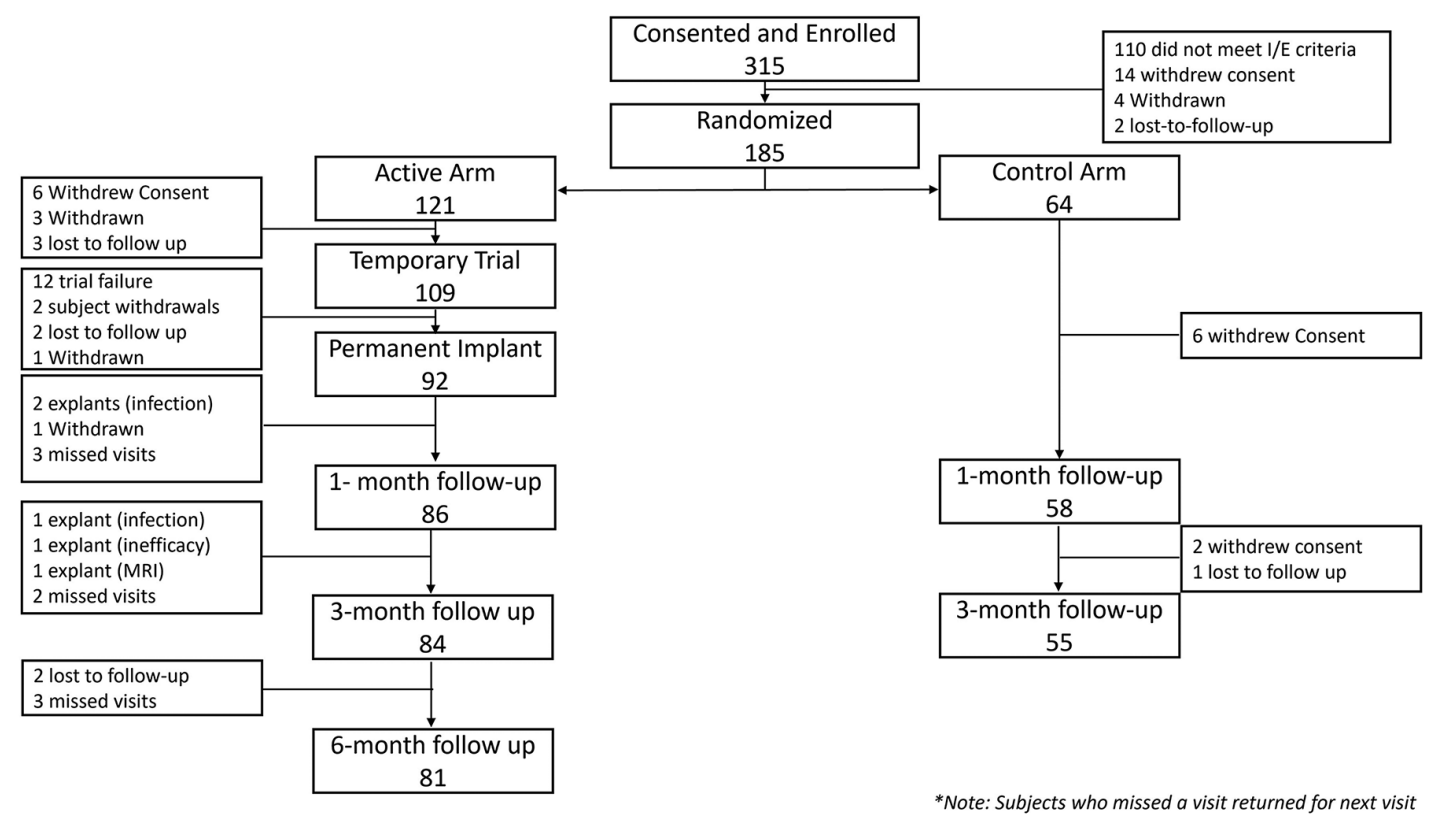 Consented and Enrolled
315
110 did not meet I/E criteria
14 withdrew consent
4 Withdrawn
2 lost-to-follow-up
Randomized
185
Active Arm
121
Control Arm
64
6 Withdrew Consent
3 Withdrawn
3 lost to follow up
Temporary Trial
109
12 trial failure
2 subject withdrawals
2 lost to follow up
1 Withdrawn
Permanent Implant
92
6 withdrew Consent
2 explants (infection)
1 Withdrawn
3 missed visits
1- month follow-up
86
1-month follow-up
58
1 explant (infection)
1 explant (inefficacy)
1 explant (MRI)
2 missed visits
2 withdrew consent
1 lost to follow up
3-month follow up
84
3-month follow-up
55
2 lost to follow-up
3 missed visits
6-month follow up
81
*Note: Subjects who missed a visit returned for next visit